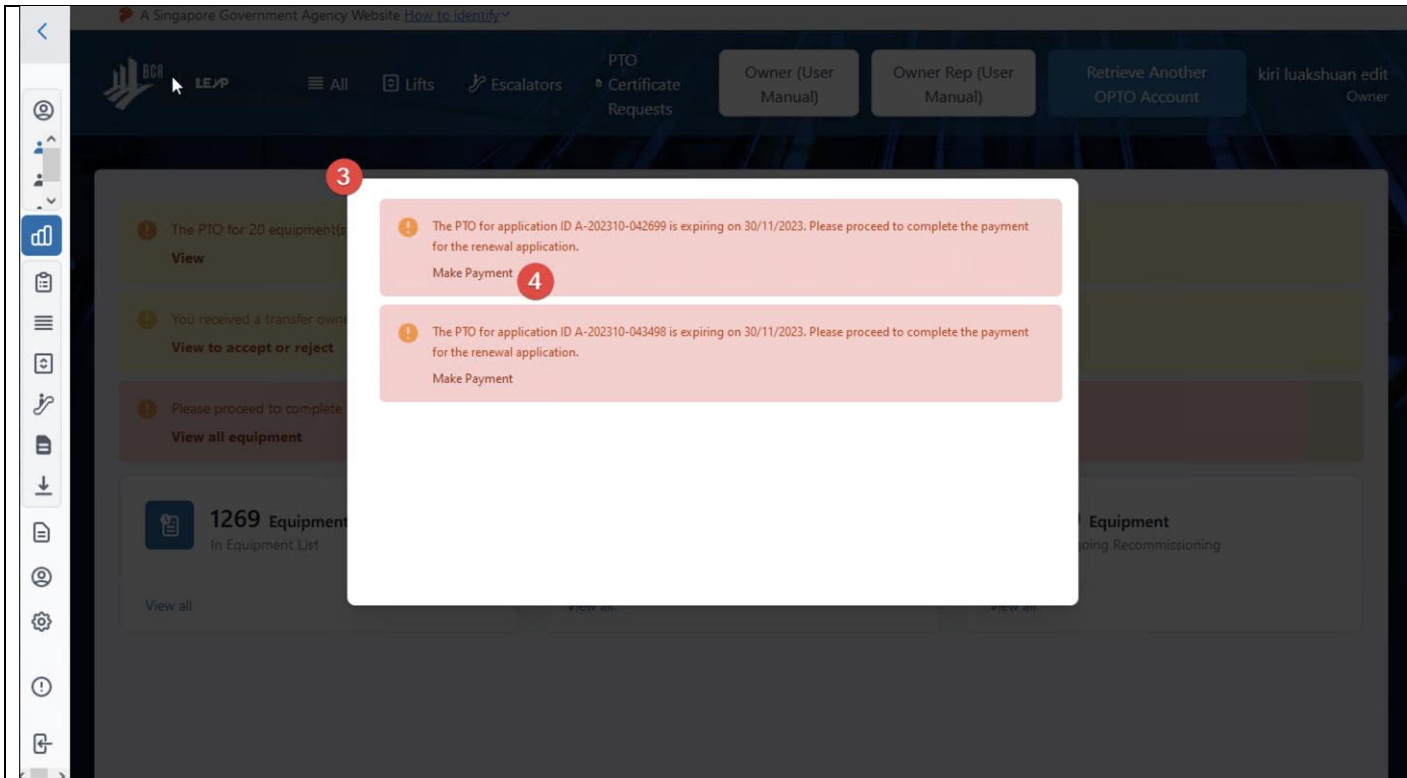 A Singapore Government Agency Website How to identify
BCA
LEAP
All
Lifts
Escalators
PTO
Certificate
Requests
Owner (User
Manual)
Owner Rep (User
Manual)
Retrieve Another
OPTO Account
kiri luakshuan edit
Owner
3
The PTO for 20 equipment(s
View
The PTO for application ID A-202310-042699 is expiring on 30/11/2023. Please proceed to complete the payment
for the renewal application.
Make Payment
4
You received a transfer owne
View to accept or reject
The PTO for application ID A-202310-043498 is expiring on 30/11/2023. Please proceed to complete the payment
for the renewal application.
Make Payment
Please proceed to complete
View all equipment
1269 Equipment
In Equipment List
View all
View all
Equipment
going Recommissioning
View all